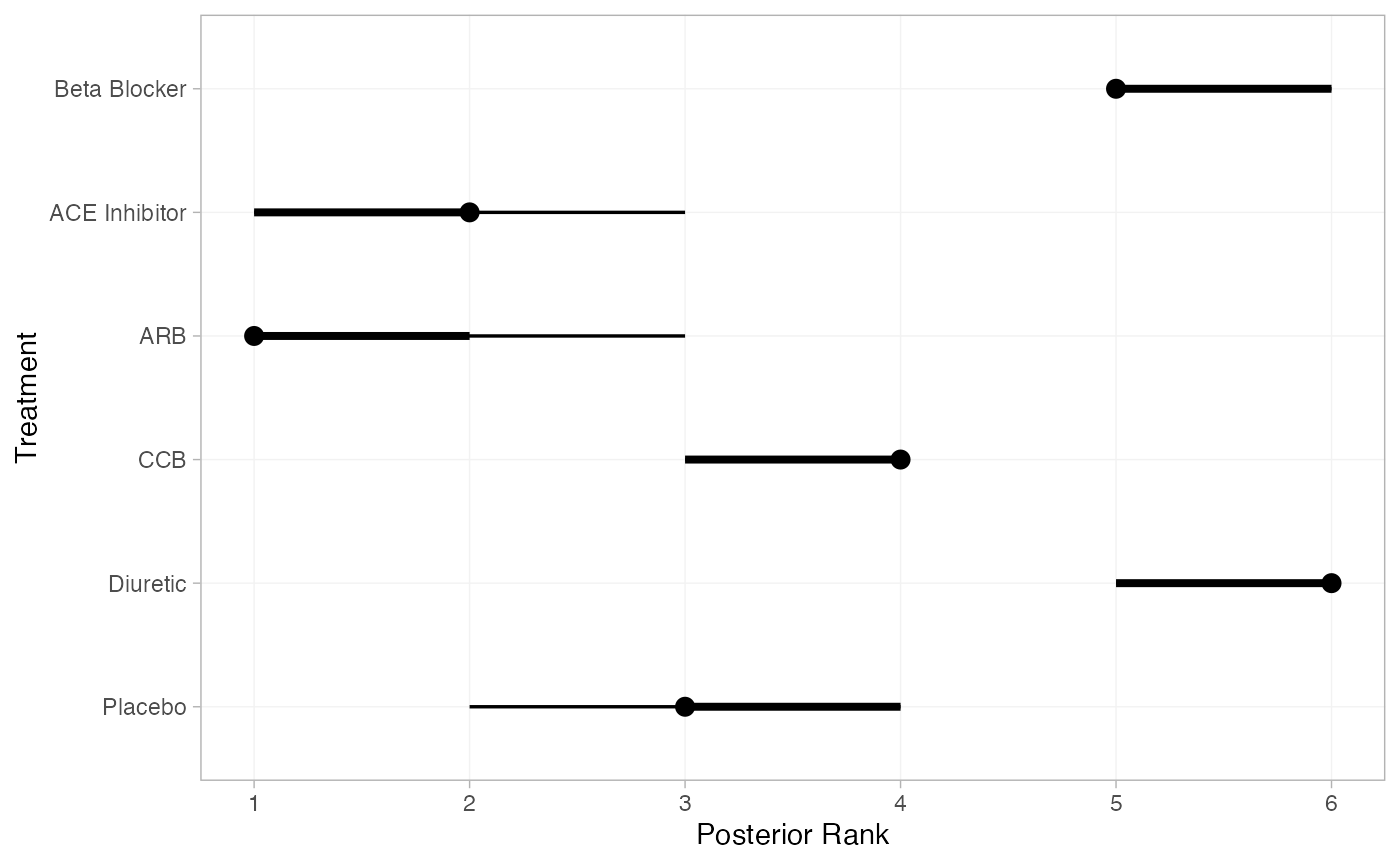 Beta Blocker
ACE Inhibitor
ARB
CCB
Diuretic
Placebo
Treatment
1 2 3 4 5 6
Posterior Rank